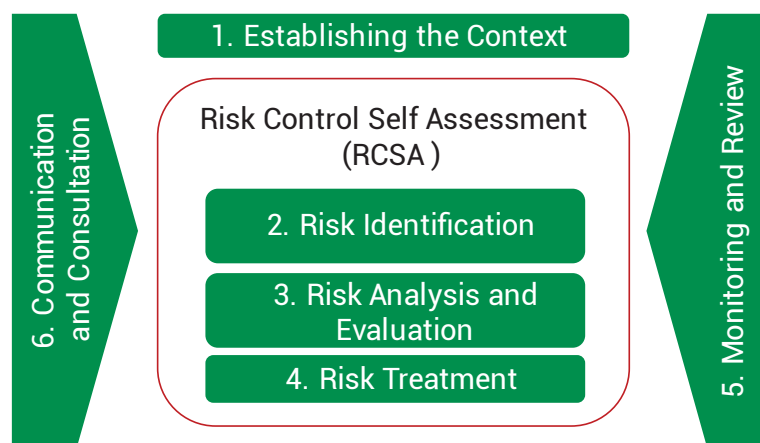 1. Establishing the Context
Risk Control Self Assessment
(RCSA )
2. Risk Identification
3. Risk Analysis and
Evaluation
4. Risk Treatment
5. Monitoring and Review
6. Communication
and Consultation